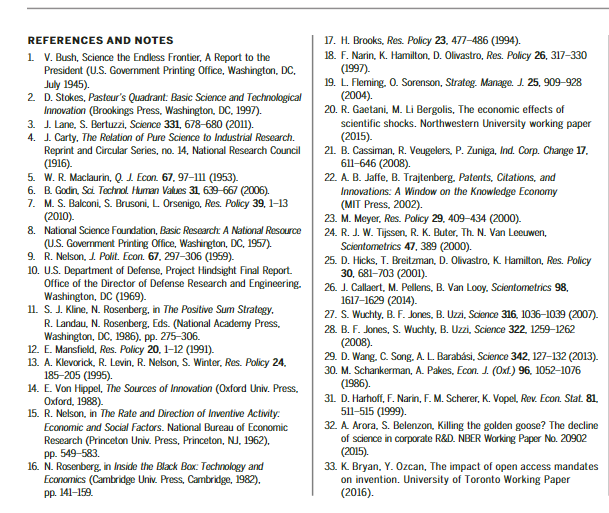 REFERENCES AND NOTES
1. V. Bush, Science the Endless Frontier, A Report to the
President (U.S. Government Printing Office, Washington, DC,
July 1945).
2. D. Stokes, Pasteur's Quadrant: Basic Science and Technological
Innovation (Brookings Press, Washington, DC, 1997).
3. J. Lane, S. Bertuzzi, Science 331, 678–680 (2011).
4. J. Carty, The Relation of Pure Science to Industrial Research.
Reprint and Circular Series, no. 14, National Research Council
(1916).
5. W. R. Maclaurin, Q. J. Econ. 67, 97–111 (1953).
6. B. Godin, Sci. Technol. Human Values 31, 639–667 (2006).
7. M. S. Balconi, S. Brusoni, L. Orsenigo, Res. Policy 39, 1–13
(2010).
8. National Science Foundation, Basic Research: A National Resource
(U.S. Government Printing Office, Washington, DC, 1957).
9. R. Nelson, J. Polit. Econ. 67, 297–306 (1959).
10. U.S. Department of Defense, Project Hindsight Final Report.
Office of the Director of Defense Research and Engineering,
Washington, DC (1969).
11. S. J. Kline, N. Rosenberg, in The Positive Sum Strategy,
R. Landau, N. Rosenberg, Eds. (National Academy Press,
Washington, DC, 1986), pp. 275–306.
12. E. Mansfield, Res. Policy 20, 1–12 (1991).
13. A. Klevorick, R. Levin, R. Nelson, S. Winter, Res. Policy 24,
185–205 (1995).
14. E. Von Hippel, The Sources of Innovation (Oxford Univ. Press,
Oxford, 1988).
15. R. Nelson, in The Rate and Direction of Inventive Activity:
Economic and Social Factors. National Bureau of Economic
Research (Princeton Univ. Press, Princeton, NJ, 1962),
pp. 549–583.
16. N. Rosenberg, in Inside the Black Box: Technology and
Economics (Cambridge Univ. Press, Cambridge, 1982),
pp. 141–159.
17. H. Brooks, Res. Policy 23, 477–486 (1994).
18. F. Narin, K. Hamilton, D. Olivastro, Res. Policy 26, 317–330
(1997).
19. L. Fleming, O. Sorenson, Strateg. Manage. J. 25, 909–928
(2004).
20. R. Gaetani, M. Li Bergolis, The economic effects of
scientific shocks. Northwestern University working paper
(2015).
21. B. Cassiman, R. Veugelers, P. Zuniga, Ind. Corp. Change 17,
611–646 (2008).
22. A. B. Jaffe, B. Trajtenberg, Patents, Citations, and
Innovations: A Window on the Knowledge Economy
(MIT Press, 2002).
23. M. Meyer, Res. Policy 29, 409–434 (2000).
24. R. J. W. Tijssen, R. K. Buter, Th. N. Van Leeuwen,
Scientometrics 47, 389 (2000).
25. D. Hicks, T. Breitzman, D. Olivastro, K. Hamilton, Res. Policy
30, 681–703 (2001).
26. J. Callaert, M. Pellens, B. Van Looy, Scientometrics 98,
1617–1629 (2014).
27. S. Wuchty, B. F. Jones, B. Uzzi, Science 316, 1036–1039 (2007).
28. B. F. Jones, S. Wuchty, B. Uzzi, Science 322, 1259–1262
(2008).
29. D. Wang, C. Song, A. L. Barabási, Science 342, 127–132 (2013).
30. M. Schankerman, A. Pakes, Econ. J. (Oxf.) 96, 1052–1076
(1986).
31. D. Harhoff, F. Narin, F. M. Scherer, K. Vopel, Rev. Econ. Stat. 81,
511–515 (1999).
32. A. Arora, S. Belenzon, Killing the golden goose? The decline
of science in corporate R&D. NBER Working Paper No. 20902
(2015).
33. K. Bryan, Y. Ozcan, The impact of open access mandates
on invention. University of Toronto Working Paper
(2016).